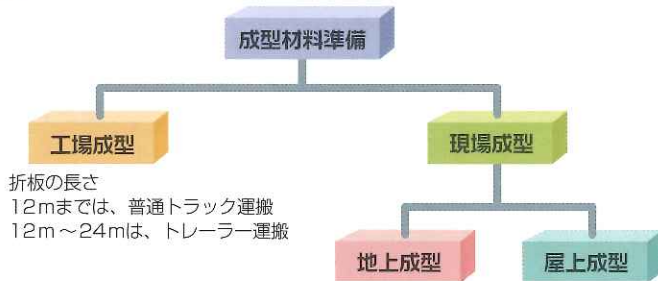 成型材料準備
工場成型
現場成型
折板の長さ
12mまでは、普通トラック運搬
12m〜24mは、トレーラー運搬
地上成型
屋上成型